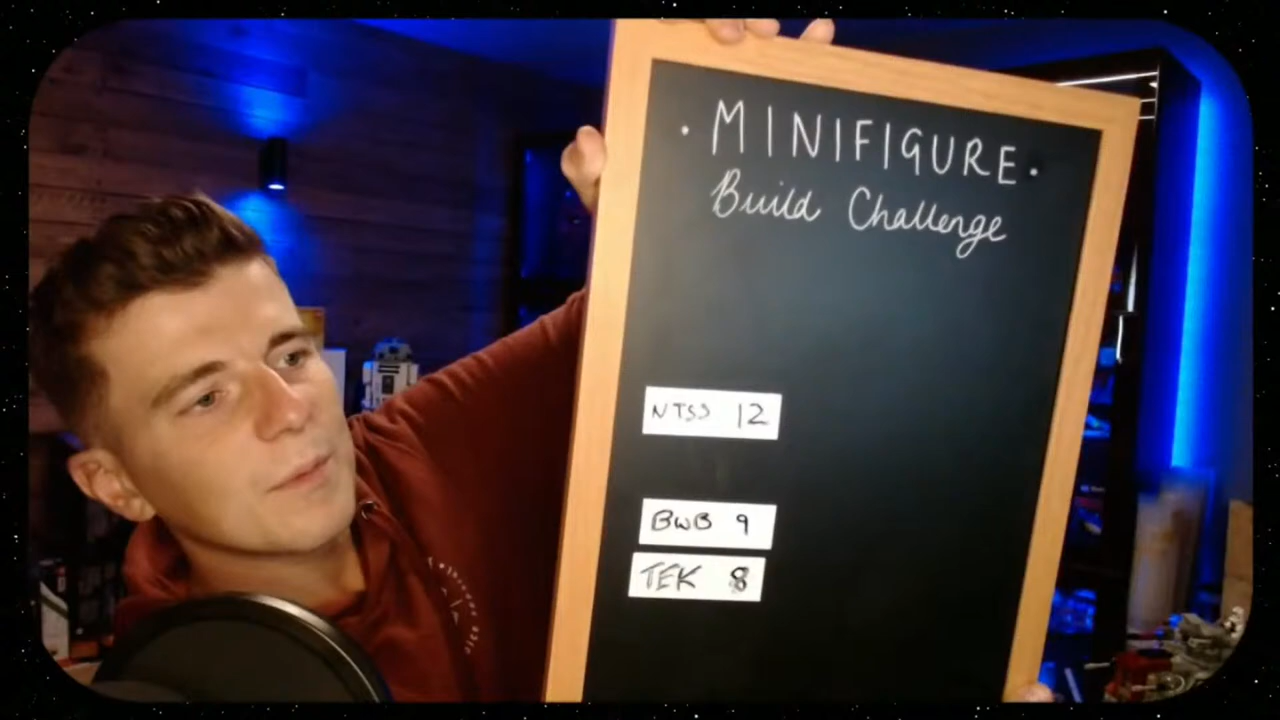 · MINIFIGURE ·
Build Challenge
NTSS 12
BWB 9
TEK 8